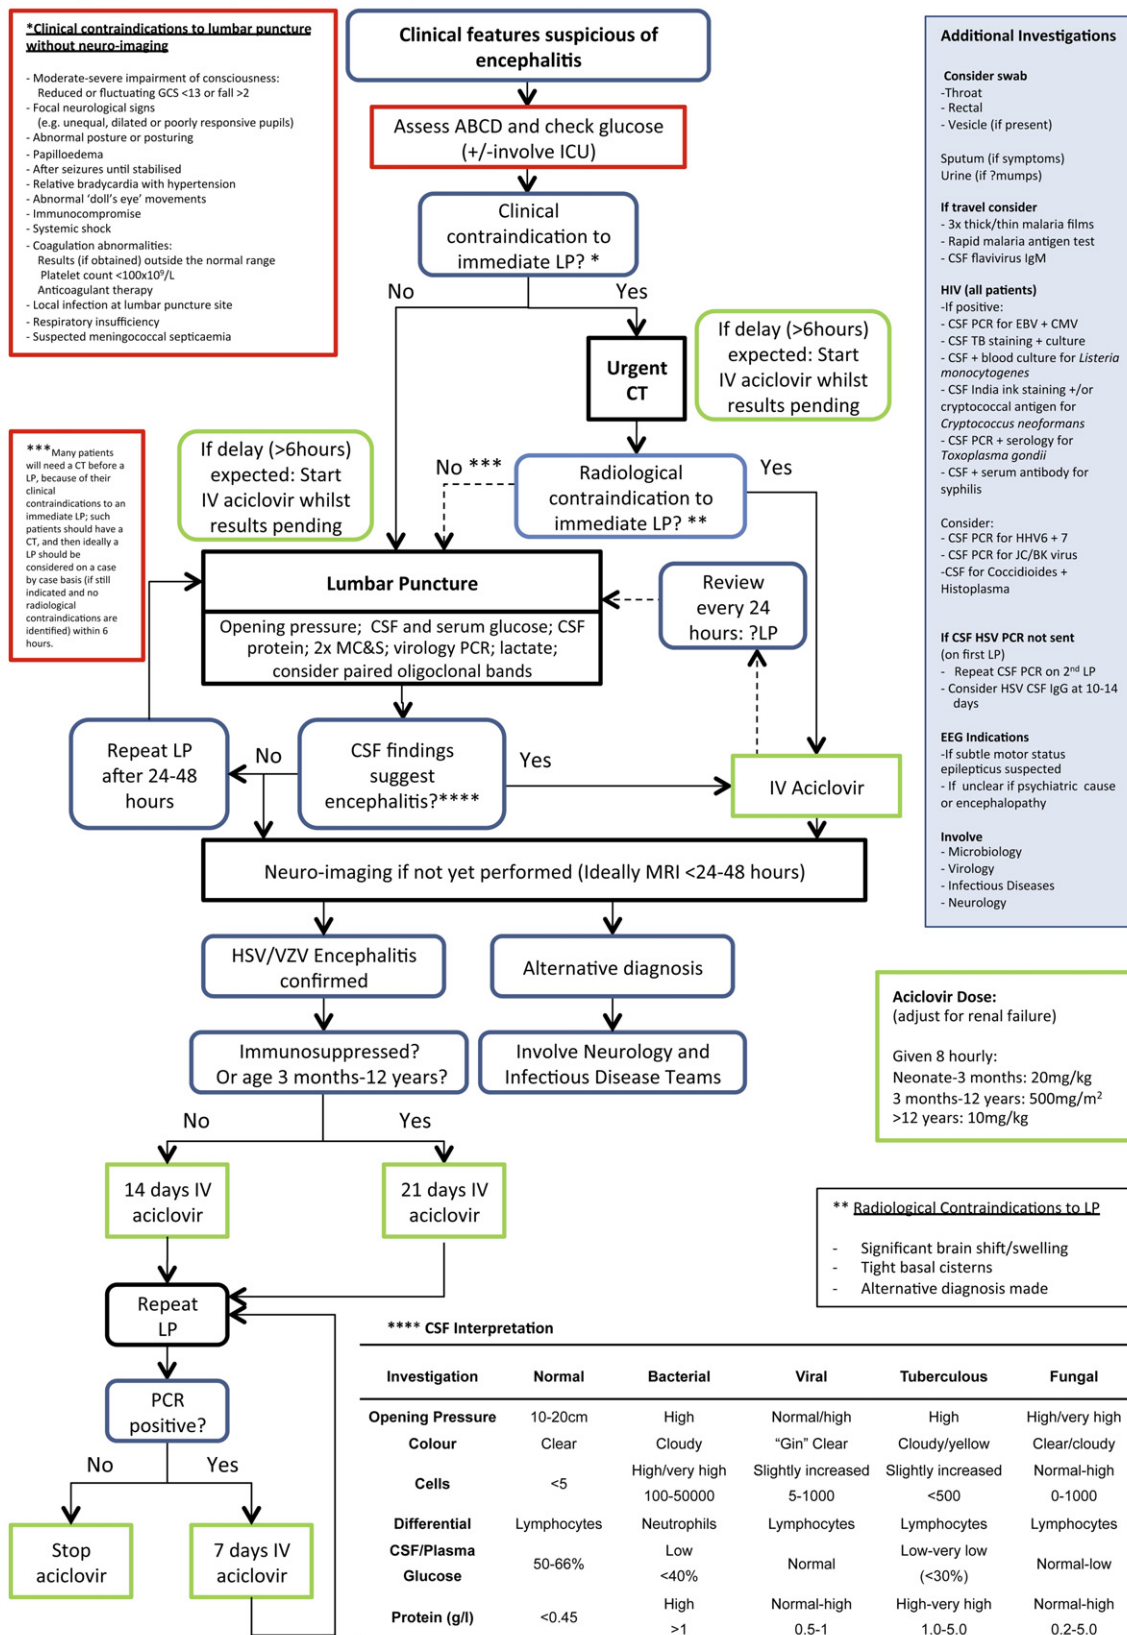 *Clinical contraindications to lumbar puncture
without neuro-imaging
- Moderate-severe impairment of consciousness:
Reduced or fluctuating GCS <13 or fall >2
- Focal neurological signs
(e.g. unequal, dilated or poorly responsive pupils)
- Abnormal posture or posturing
- Papilloedema
- After seizures until stabilised
- Relative bradycardia with hypertension
- Abnormal 'doll's eye' movements
- Immunocompromise
- Systemic shock
- Coagulation abnormalities:
Results (if obtained) outside the normal range
Platelet count <100x10⁹/L
Anticoagulant therapy
- Local infection at lumbar puncture site
- Respiratory insufficiency
- Suspected meningococcal septicaemia
Clinical features suspicious of
encephalitis
Assess ABCD and check glucose
(+/-involve ICU)
Clinical
contraindication to
immediate LP? *
No
Yes
Urgent
CT
If delay (>6hours)
expected: Start
IV aciclovir whilst
results pending
If delay (>6hours)
expected: Start
IV aciclovir whilst
results pending
No ***
Radiological
contraindication to
immediate LP? **
Yes
***Many patients
will need a CT before a
LP, because of their
clinical
contraindications to an
immediate LP; such
patients should have a
CT, and then ideally a
LP should be
considered on a case
by case basis (if still
indicated and no
radiological
contraindications are
identified) within 6
hours.
Lumbar Puncture
Opening pressure; CSF and serum glucose; CSF
protein; 2x MC&S; virology PCR; lactate;
consider paired oligoclonal bands
Review
every 24
hours: ?LP
Repeat LP
after 24-48
hours
No
CSF findings
suggest
encephalitis?****
Yes
IV Aciclovir
Neuro-imaging if not yet performed (Ideally MRI <24-48 hours)
HSV/VZV Encephalitis
confirmed
Alternative diagnosis
Immunosuppressed?
Or age 3 months-12 years?
Involve Neurology and
Infectious Disease Teams
No
Yes
14 days IV
aciclovir
21 days IV
aciclovir
Repeat
LP
PCR
positive?
No
Yes
Stop
aciclovir
7 days IV
aciclovir
Additional Investigations
Consider swab
-Throat
- Rectal
- Vesicle (if present)
Sputum (if symptoms)
Urine (if ?mumps)
If travel consider
- 3x thick/thin malaria films
- Rapid malaria antigen test
- CSF flavivirus IgM
HIV (all patients)
-If positive:
- CSF PCR for EBV + CMV
- CSF TB staining + culture
- CSF + blood culture for Listeria
monocytogenes
- CSF India ink staining +/or
cryptococcal antigen for
Cryptococcus neoformans
- CSF PCR + serology for
Toxoplasma gondii
- CSF + serum antibody for
syphilis
Consider:
- CSF PCR for HHV6 + 7
- CSF PCR for JC/BK virus
-CSF for Coccidioides +
Histoplasma
If CSF HSV PCR not sent
(on first LP)
- Repeat CSF PCR on 2nd LP
- Consider HSV CSF IgG at 10-14
days
EEG Indications
-If subtle motor status
epilepticus suspected
- If unclear if psychiatric cause
or encephalopathy
Involve
- Microbiology
- Virology
- Infectious Diseases
- Neurology
Aciclovir Dose:
(adjust for renal failure)
Given 8 hourly:
Neonate-3 months: 20mg/kg
3 months-12 years: 500mg/m²
>12 years: 10mg/kg
** Radiological Contraindications to LP
- Significant brain shift/swelling
- Tight basal cisterns
- Alternative diagnosis made
**** CSF Interpretation
Investigation Normal Bacterial Viral Tuberculous Fungal
Opening Pressure 10-20cm High Normal/high High High/very high
Colour Clear Cloudy "Gin" Clear Cloudy/yellow Clear/cloudy
Cells <5 High/very high 100-50000 Slightly increased 5-1000 Slightly increased <500 Normal-high 0-1000
Differential Lymphocytes Neutrophils Lymphocytes Lymphocytes Lymphocytes
CSF/Plasma Glucose 50-66% Low <40% Normal Low-very low (<30%) Normal-low
Protein (g/l) <0.45 High >1 Normal-high 0.5-1 High-very high 1.0-5.0 Normal-high 0.2-5.0